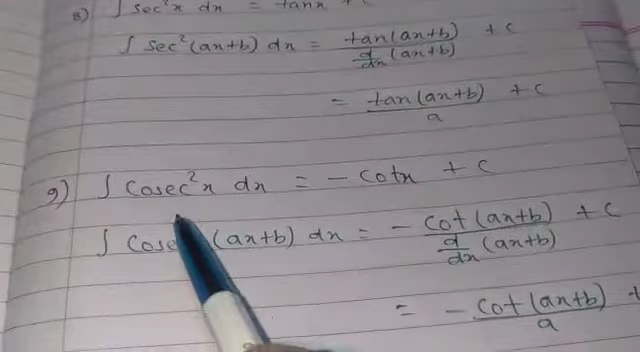 8) ∫ sec²x dx = tanx +
∫ sec²(ax+b) dx = tan(ax+b) / d/dx (ax+b) + c
= tan(ax+b) / a + c
9) ∫ cosec²x dx = - cotx + c
∫ cose (ax+b) dx = - cot(ax+b) / d/dx (ax+b) + c
= - cot(ax+b) / a +